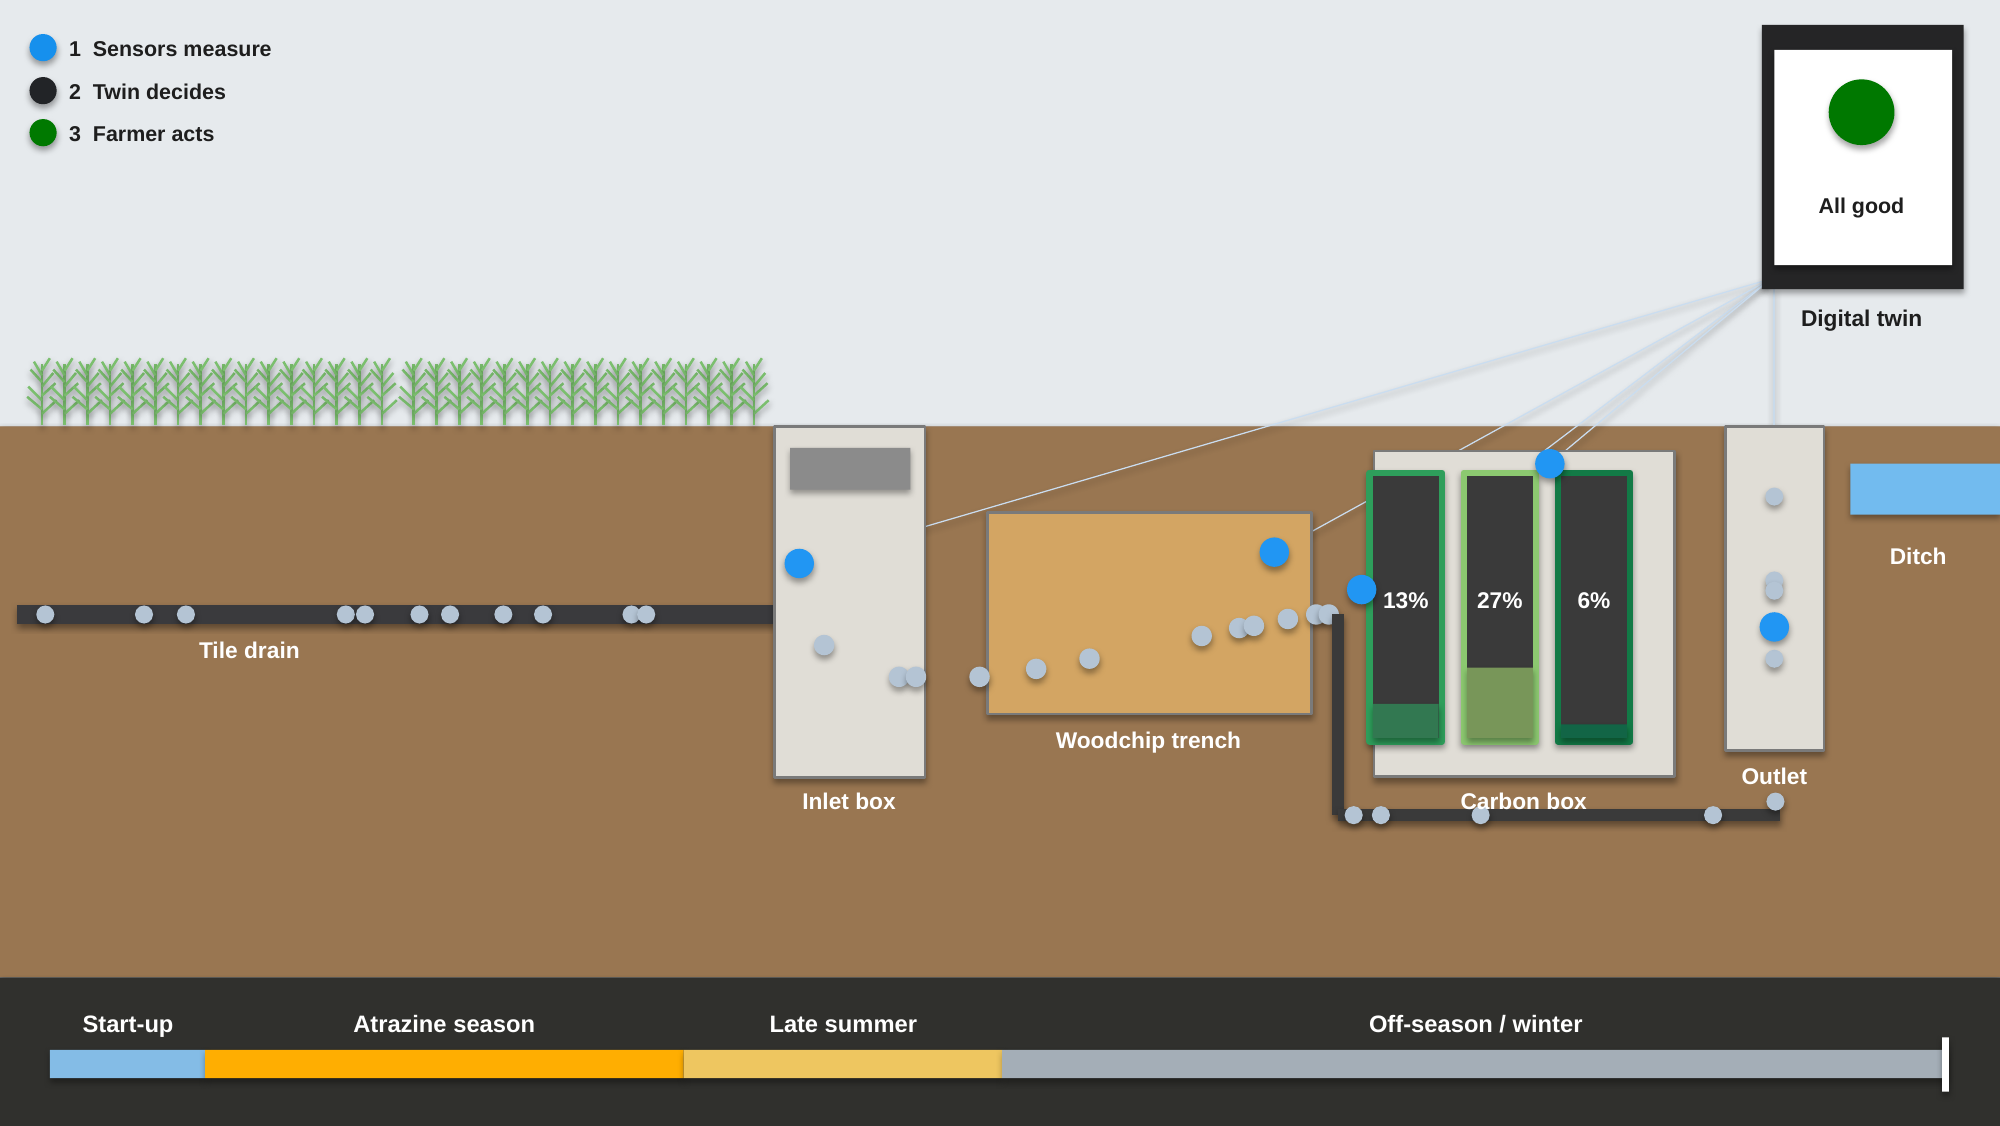 1 Sensors measure
2 Twin decides
3 Farmer acts
All good
Digital twin
Ditch
13%
27%
6%
Tile drain
Woodchip trench
Outlet
Inlet box
Carbon box
Start-up
Atrazine season
Late summer
Off-season / winter